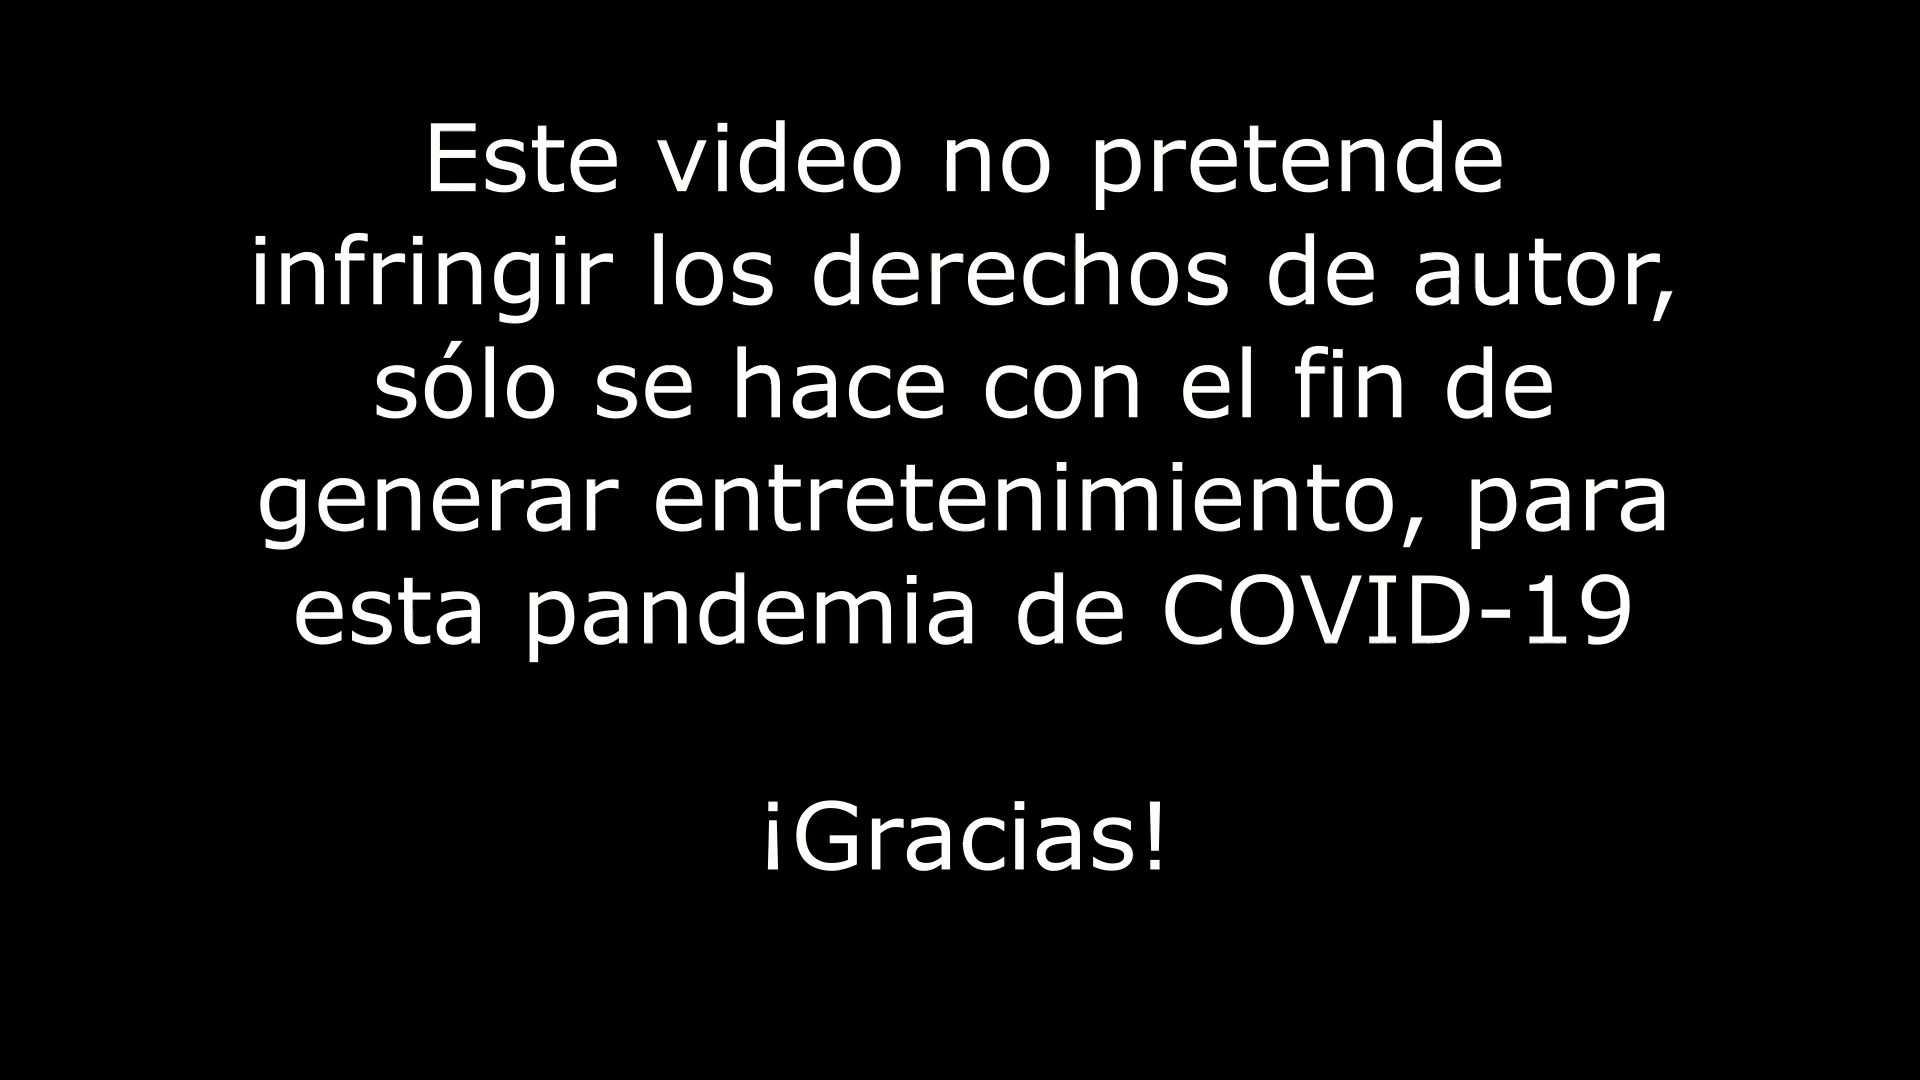 Este video no pretende
infringir los derechos de autor,
sólo se hace con el fin de
generar entretenimiento, para
esta pandemia de COVID-19
¡Gracias!